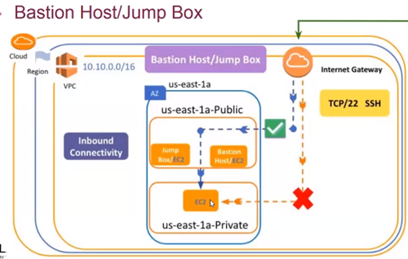 Bastion Host/Jump Box
Cloud
Region
VPC
10.10.0.0/16
Bastion Host/Jump Box
Internet Gateway
us-east-1a
AZ
us-east-1a-Public
TCP/22 SSH
Inbound
Connectivity
Jump
Box/EC2
Bastion
Host/EC2
EC2
us-east-1a-Private